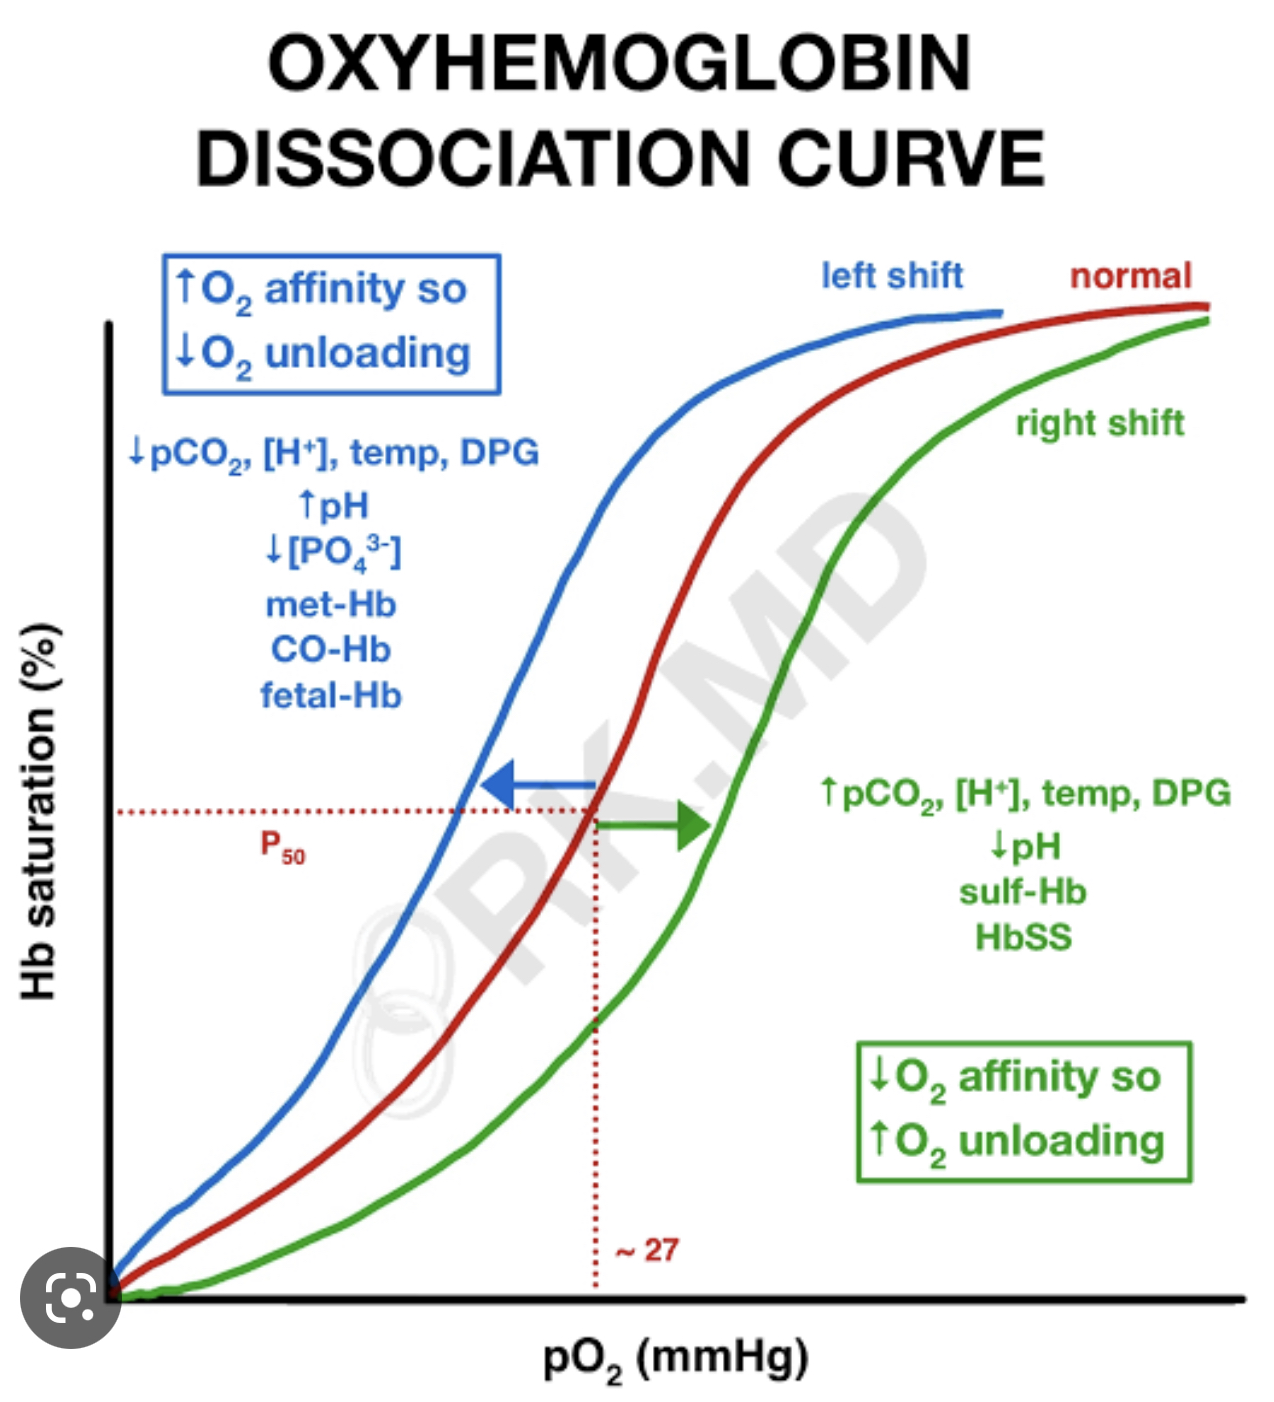 OXYHEMOGLOBIN
DISSOCIATION CURVE
↑O₂ affinity so
↓O₂ unloading
left shift
normal
right shift
↓pCO₂, [H⁺], temp, DPG
↑pH
↓[PO₄³⁻]
met-Hb
CO-Hb
fetal-Hb
P₅₀
↑pCO₂, [H⁺], temp, DPG
↓pH
sulf-Hb
HbSS
↓O₂ affinity so
↑O₂ unloading
~ 27
Hb saturation (%)
pO₂ (mmHg)
RK.MD